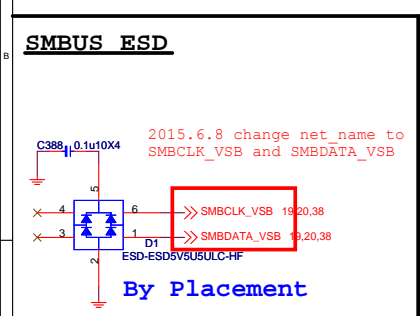 B
SMBUS ESD
2015.6.8 change net_name to
SMBCLK_VSB and SMBDATA_VSB
C388 0.1u10X4
5
4 6 SMBCLK_VSB 19,20,38
3 1 SMBDATA_VSB 19,20,38
D1
2 ESD-ESD5V5U5ULC-HF
By Placement